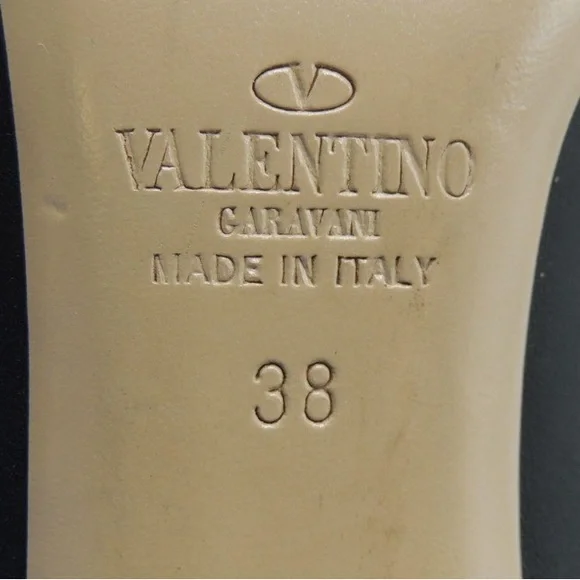 V
VALENTINO
GARAVANI
MADE IN ITALY
38